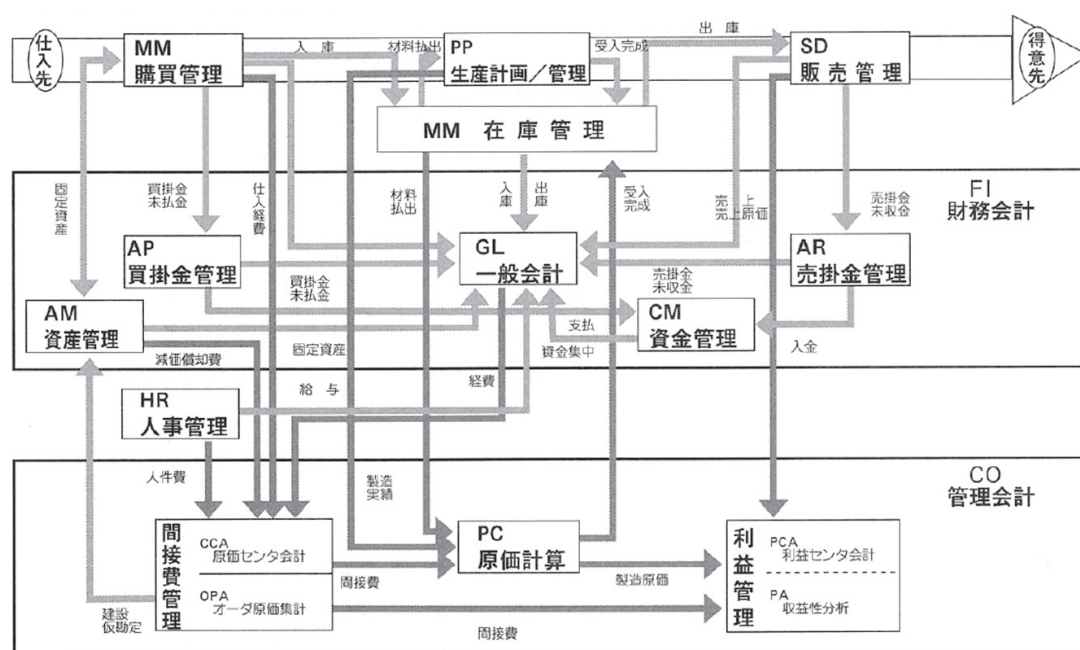 仕入先
MM
購買管理
入 庫
材料払出
PP
生産計画／管理
受入完成
出 庫
SD
販売管理
得意先
MM 在庫管理
固定資産
買掛金
未払金
仕入経費
材料
払出
入庫
出庫
受入
完成
売 上
売上原価
売掛金
未収金
FI
財務会計
AP
買掛金管理
GL
一般会計
AR
売掛金管理
買掛金
未払金
売掛金
未収金
AM
資産管理
CM
資金管理
支払
資金集中
入金
減価償却費
固定資産
経費
給 与
HR
人事管理
人件費
製造
実績
CO
管理会計
間接費管理
CCA
原価センタ会計
OPA
オーダ原価集計
PC
原価計算
利益管理
PCA
利益センタ会計
PA
収益性分析
間接費
製造原価
建設
仮勘定
間接費